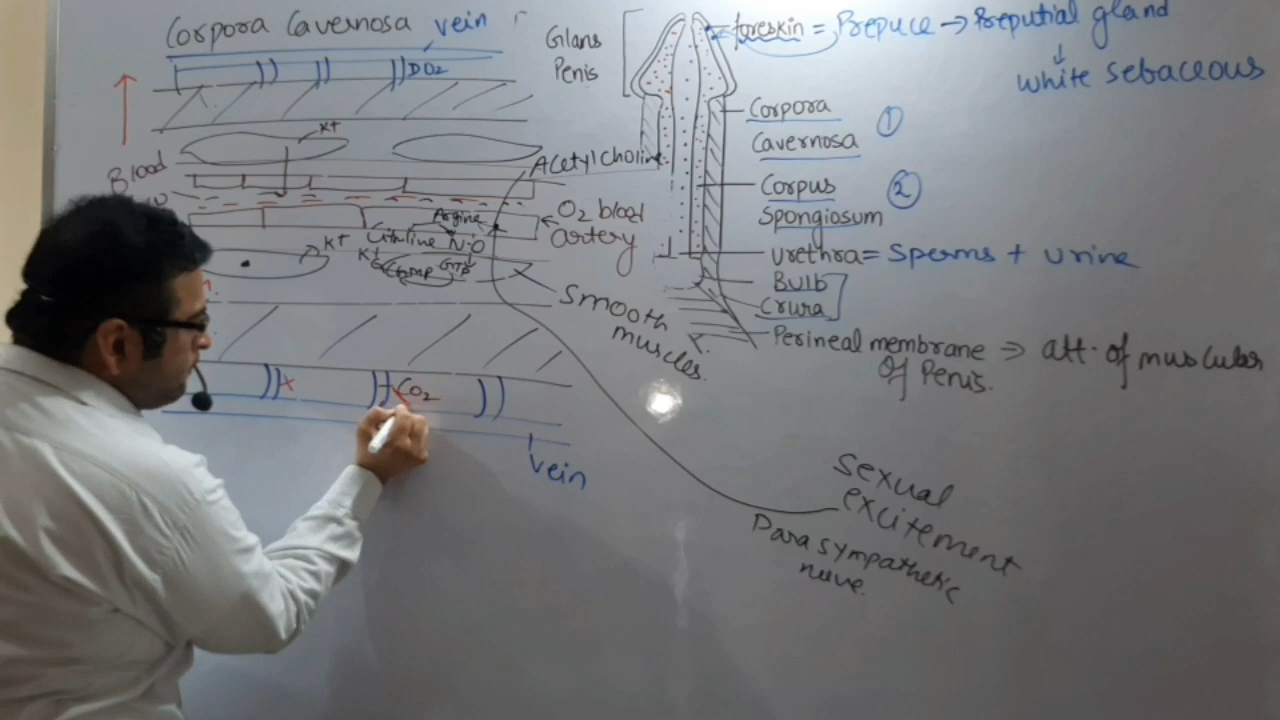 Corpora Cavernosa
vein
DO2
K+
Blood
Acetylcholine
O2 blood
artery
Argine
Citruline N.O
K+
K+
GTP
Smooth
muscles.
x
CO2
vein
Glans
Penis
foreskin = Prepuce → Preputial gland
↓
white sebaceous
Corpora
Cavernosa
1
Corpus
Spongiosum
2
urethra = Sperms + urine
Bulb
Crura
Perineal membrane ⇒ att. of muscular
of Penis.
sexual
excitement
Parasympathetic
nerve.